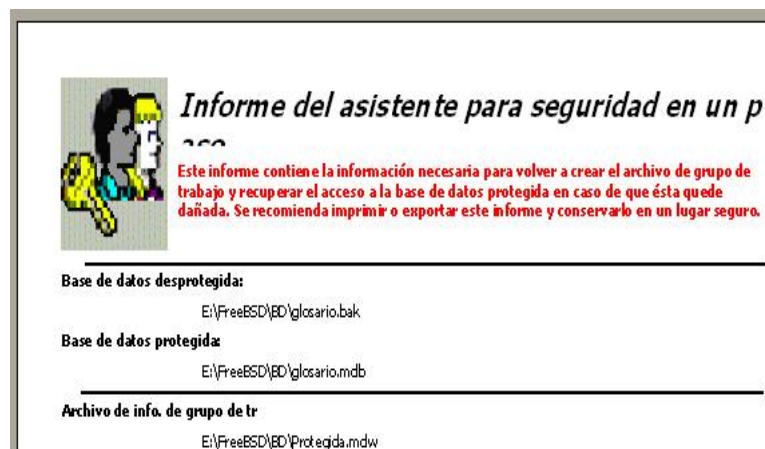 Informe del asistente para seguridad en un p
aso
Este informe contiene la información necesaria para volver a crear el archivo de grupo de
trabajo y recuperar el acceso a la base de datos protegida en caso de que ésta quede
dañada. Se recomienda imprimir o exportar este informe y conservarlo en un lugar seguro.
Base de datos desprotegida:
E:\FreeBSD\BD\glosario.bak
Base de datos protegida:
E:\FreeBSD\BD\glosario.mdb
Archivo de info. de grupo de tr
E:\FreeBSD\BD\Protegida.mdw